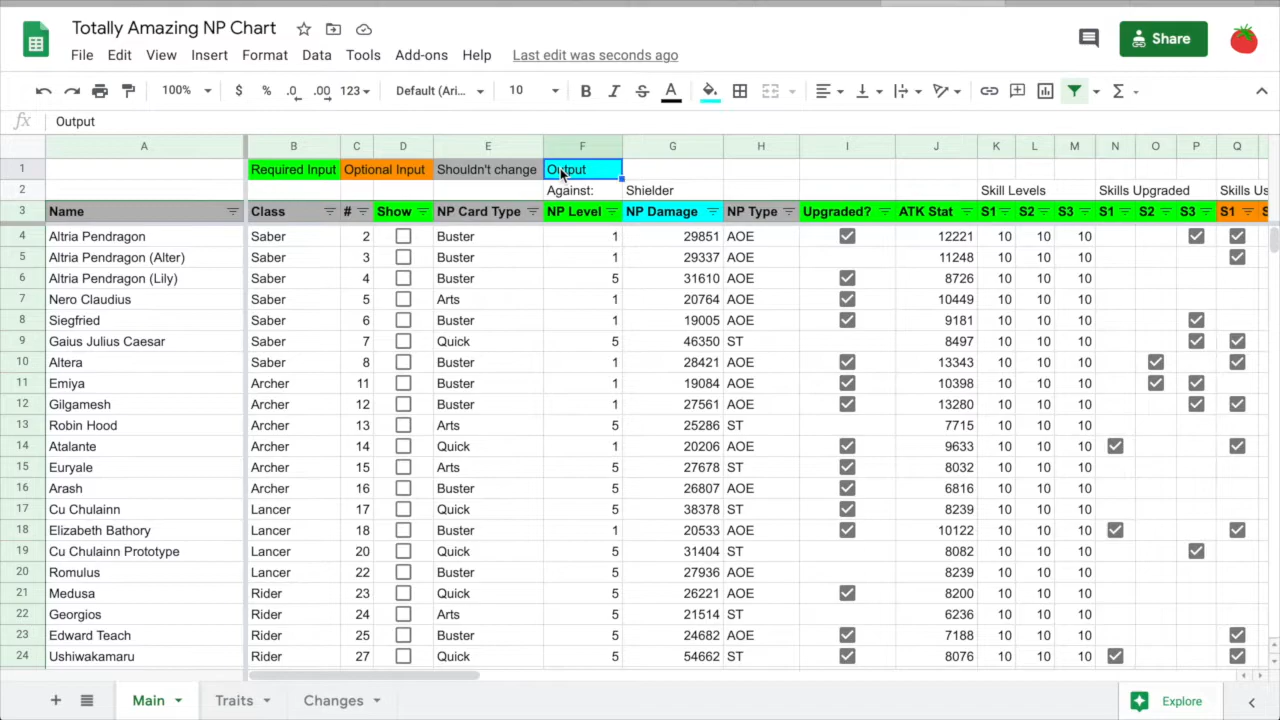 Totally Amazing NP Chart
File Edit View Insert Format Data Tools Add-ons Help Last edit was seconds ago
Share
100% $ % .0 .00 123 Default (Ari... 10 B I S A
fx Output
A B C D E F G H I J K L M N O P Q
1 Required Input Optional Input Shouldn't change Output
2 Against: Shielder Skill Levels Skills Upgraded Skills Us
3 Name Class # Show NP Card Type NP Level NP Damage NP Type Upgraded? ATK Stat S1 S2 S3 S1 S2 S3 S1 S
4 Altria Pendragon Saber 2 Buster 1 29851 AOE 12221 10 10 10
5 Altria Pendragon (Alter) Saber 3 Buster 1 29337 AOE 11248 10 10 10
6 Altria Pendragon (Lily) Saber 4 Buster 5 31610 AOE 8726 10 10 10
7 Nero Claudius Saber 5 Arts 1 20764 AOE 10449 10 10 10
8 Siegfried Saber 6 Buster 1 19005 AOE 9181 10 10 10
9 Gaius Julius Caesar Saber 7 Quick 5 46350 ST 8497 10 10 10
10 Altera Saber 8 Buster 1 28421 AOE 13343 10 10 10
11 Emiya Archer 11 Buster 1 19084 AOE 10398 10 10 10
12 Gilgamesh Archer 12 Buster 1 27561 AOE 13280 10 10 10
13 Robin Hood Archer 13 Arts 5 25286 ST 7715 10 10 10
14 Atalante Archer 14 Quick 1 20206 AOE 9633 10 10 10
15 Euryale Archer 15 Arts 5 27678 ST 8032 10 10 10
16 Arash Archer 16 Buster 5 26807 AOE 6816 10 10 10
17 Cu Chulainn Lancer 17 Quick 5 38378 ST 8239 10 10 10
18 Elizabeth Bathory Lancer 18 Buster 1 20533 AOE 10122 10 10 10
19 Cu Chulainn Prototype Lancer 20 Quick 5 31404 ST 8082 10 10 10
20 Romulus Lancer 22 Buster 5 27936 AOE 8239 10 10 10
21 Medusa Rider 23 Quick 5 26221 AOE 8200 10 10 10
22 Georgios Rider 24 Arts 5 21514 ST 6236 10 10 10
23 Edward Teach Rider 25 Buster 5 24682 AOE 7188 10 10 10
24 Ushiwakamaru Rider 27 Quick 5 54662 ST 8076 10 10 10
Main Traits Changes Explore